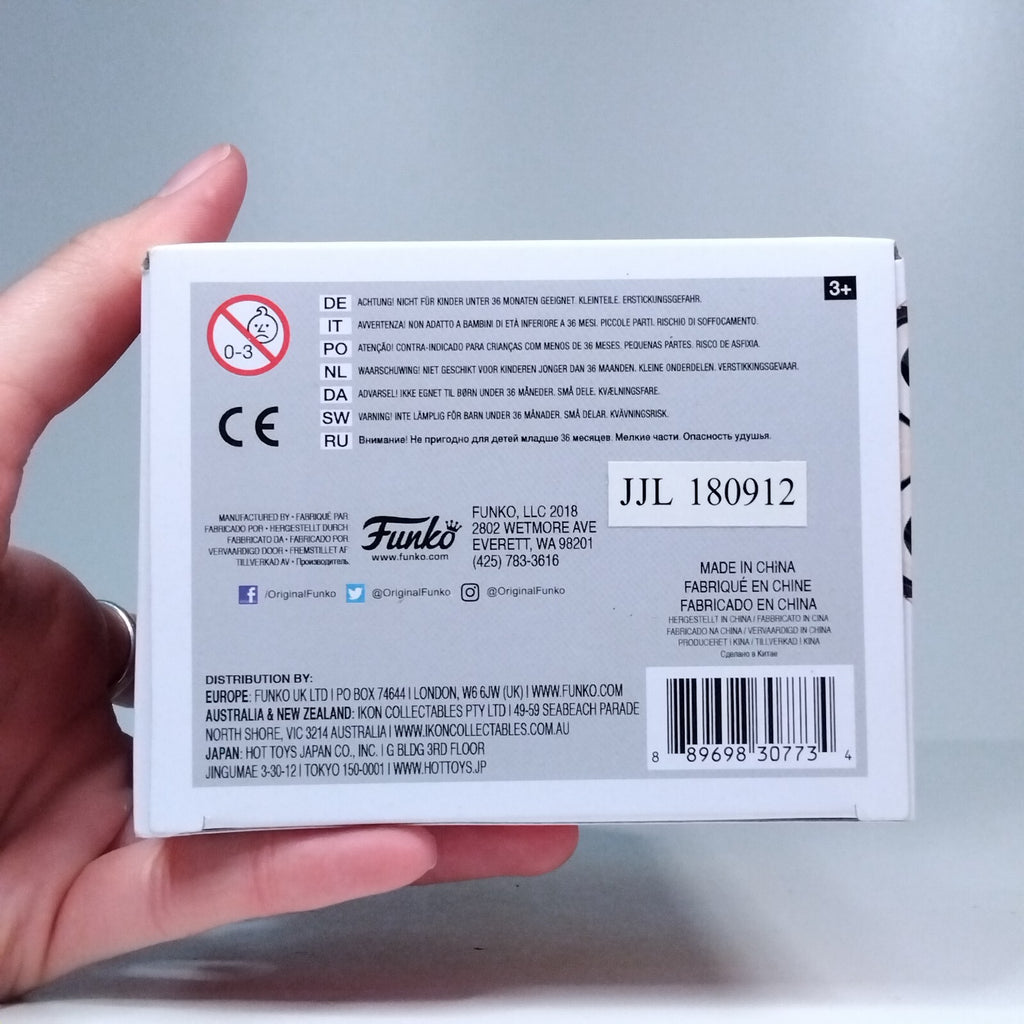 3+
0-3
DE ACHTUNG! NICHT FÜR KINDER UNTER 36 MONATEN GEEIGNET. KLEINTEILE. ERSTICKUNGSGEFAHR.
IT AVVERTENZA! NON ADATTO A BAMBINI DI ETÀ INFERIORE A 36 MESI. PICCOLE PARTI. RISCHIO DI SOFFOCAMENTO.
PO ATENÇÃO! CONTRA-INDICADO PARA CRIANÇAS COM MENOS DE 36 MESES. PEQUENAS PARTES. RISCO DE ASFIXIA.
NL WAARSCHUWING! NIET GESCHIKT VOOR KINDEREN JONGER DAN 36 MAANDEN. KLEINE ONDERDELEN. VERSTIKKINGSGEVAAR.
DA ADVARSEL! IKKE EGNET TIL BØRN UNDER 36 MÅNEDER. SMÅ DELE. KVÆLNINGSFARE.
SW VARNING! INTE LÄMPLIG FÖR BARN UNDER 36 MÅNADER. SMÅ DELAR. KVÄVNINGSRISK.
RU Внимание! Не пригодно для детей младше 36 месяцев. Мелкие части. Опасность удушья.
CE
JJL 180912
MANUFACTURED BY • FABRIQUÉ PAR
FABRICADO POR • HERGESTELLT DURCH
FABBRICATO DA • FABRICADO POR
VERVAARDIGD DOOR • FREMSTILLET AF
TILLVERKAD AV • Производитель
Funko
www.funko.com
FUNKO, LLC 2018
2802 WETMORE AVE
EVERETT, WA 98201
(425) 783-3616
/OriginalFunko @OriginalFunko @OriginalFunko
MADE IN CHINA
FABRIQUÉ EN CHINE
FABRICADO EN CHINA
HERGESTELLT IN CHINA / FABBRICATO IN CINA
FABRICADO NA CHINA / VERVAARDIGD IN CHINA
PRODUCERET I KINA / TILLVERKAD I KINA
Сделано в Китае
DISTRIBUTION BY:
EUROPE: FUNKO UK LTD | PO BOX 74644 | LONDON, W6 6JW (UK) | WWW.FUNKO.COM
AUSTRALIA & NEW ZEALAND: IKON COLLECTABLES PTY LTD | 49-59 SEABEACH PARADE
NORTH SHORE, VIC 3214 AUSTRALIA | WWW.IKONCOLLECTABLES.COM.AU
JAPAN: HOT TOYS JAPAN CO., INC. | G BLDG 3RD FLOOR
JINGUMAE 3-30-12 | TOKYO 150-0001 | WWW.HOTTOYS.JP
8 89698 30773 4